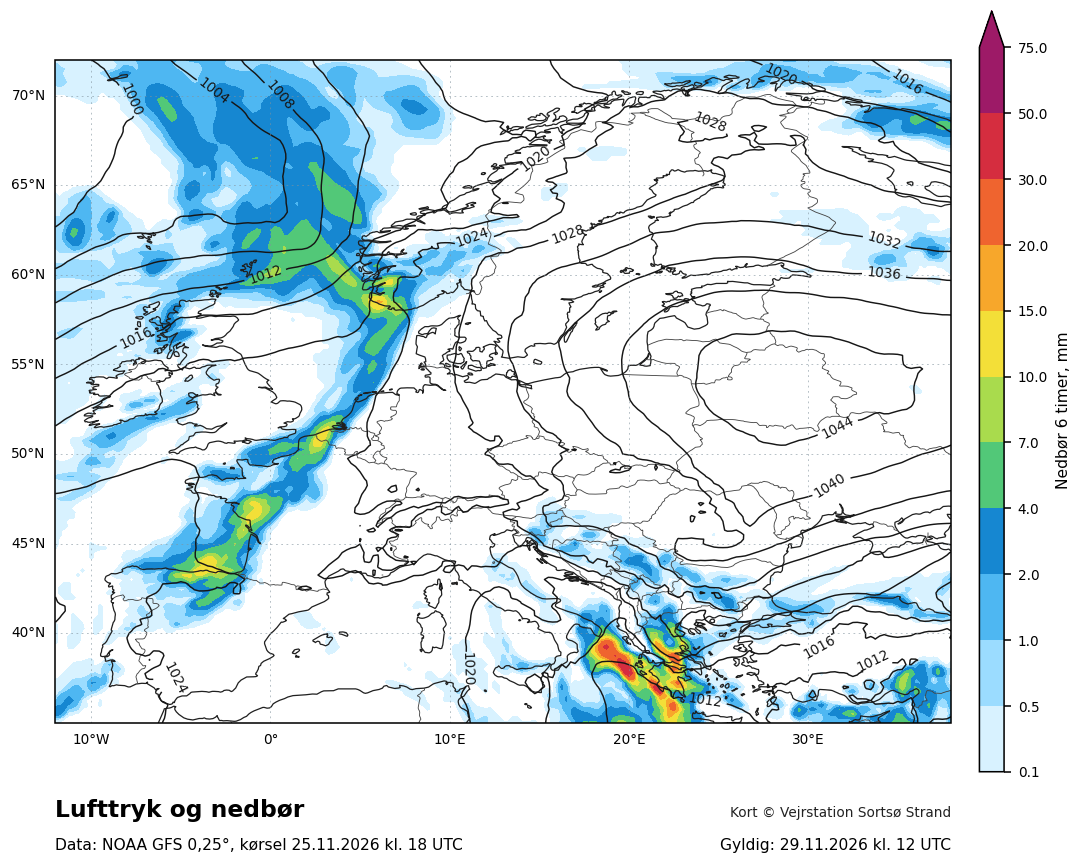 1000
1004
1008
1020
1016
1028
1020
1024
1028
1032
1036
1012
1016
1044
1040
1024
1020
1016
1012
1012
70°N
65°N
60°N
55°N
50°N
45°N
40°N
10°W
0°
10°E
20°E
30°E
75.0
50.0
30.0
20.0
15.0
10.0
7.0
4.0
2.0
1.0
0.5
0.1
Nedbør 6 timer, mm
Lufttryk og nedbør
Kort © Vejrstation Sortsø Strand
Data: NOAA GFS 0,25°, kørsel 25.11.2026 kl. 18 UTC
Gyldig: 29.11.2026 kl. 12 UTC